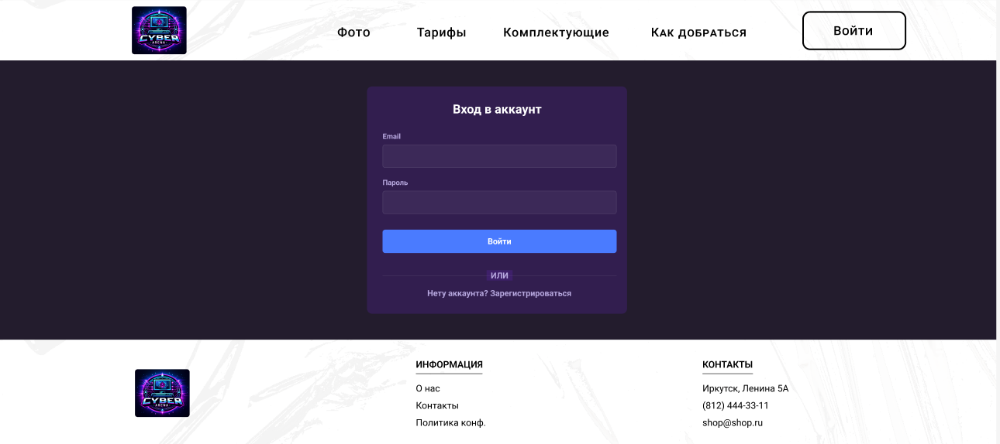 CYBER
ARENA
Фото
Тарифы
Комплектующие
Как добраться
Войти
Вход в аккаунт
Email
Пароль
Войти
ИЛИ
Нету аккаунта? Зарегистрироваться
CYBER
ARENA
ИНФОРМАЦИЯ
О нас
Контакты
Политика конф.
КОНТАКТЫ
Иркутск, Ленина 5А
(812) 444-33-11
shop@shop.ru